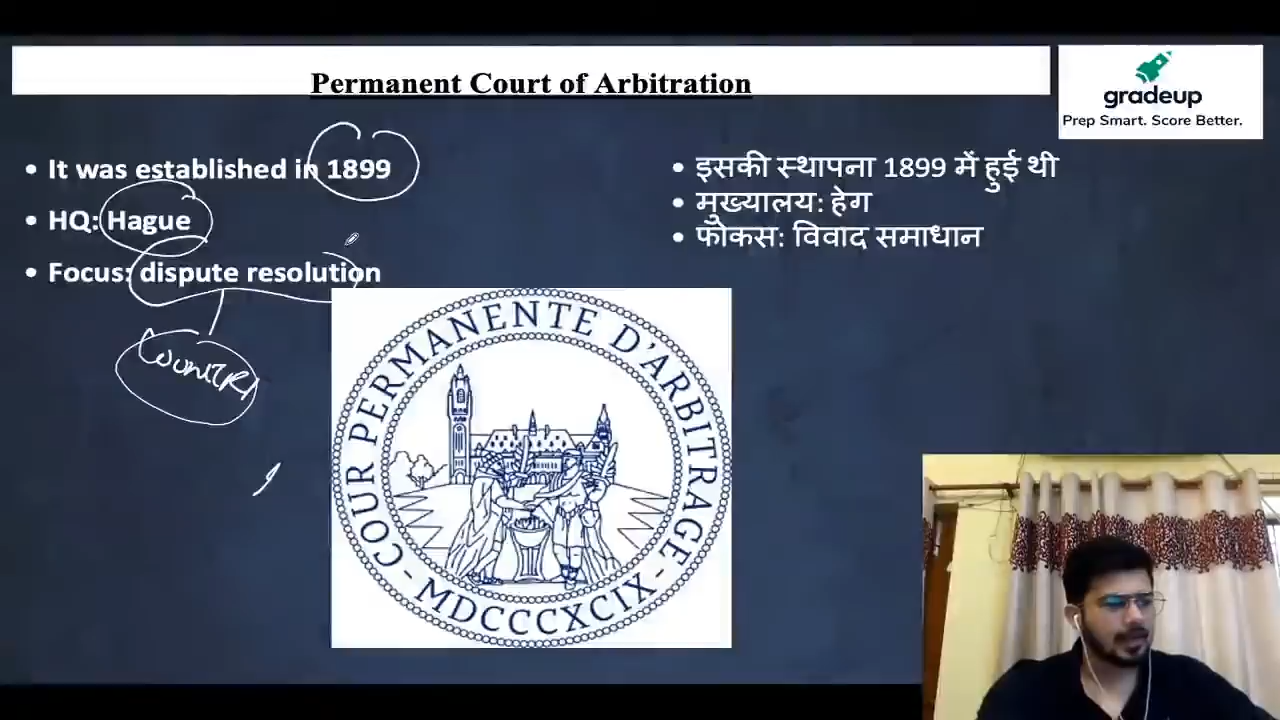 Permanent Court of Arbitration
gradeup
Prep Smart. Score Better.
• It was established in 1899
• HQ: Hague
• Focus: dispute resolution
• इसकी स्थापना 1899 में हुई थी
• मुख्यालय: हेग
• फोकस: विवाद समाधान
COUR PERMANENTE D'ARBITRAGE -
MDCCCXCIX -